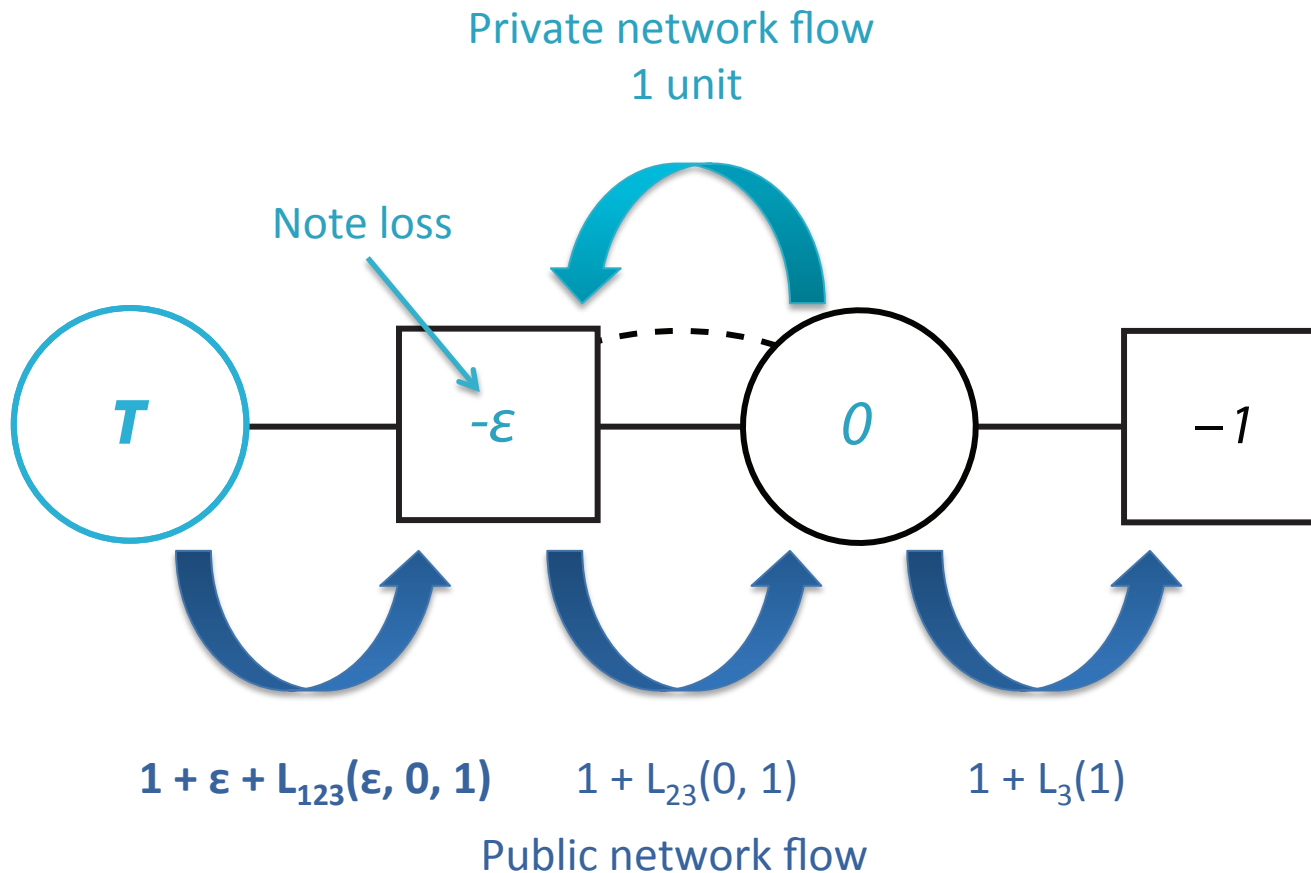 Private network flow
1 unit
Note loss
T
-ε
0
–1
1 + ε + L₁₂₃(ε, 0, 1)
1 + L₂₃(0, 1)
1 + L₃(1)
Public network flow